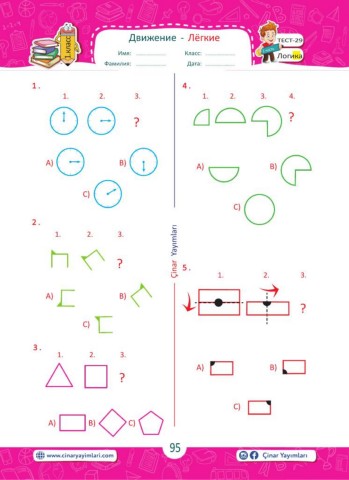 1.класс
Движение - Лёгкие
Имя: ............... Класс: ...............
Фамилия: ............... Дата: ...............
ТЕСТ-29
Логика
1.
1. 2. 3.
?
A) B)
C)
2.
1. 2. 3.
?
A) B)
C)
3.
1. 2. 3.
?
A) B) C)
4.
1. 2. 3. 4.
?
A) B)
C)
5.
1. 2. 3.
?
A) B)
C)
Çınar Yayımları
www.cinaryayimlari.com
95
Çınar Yayımları